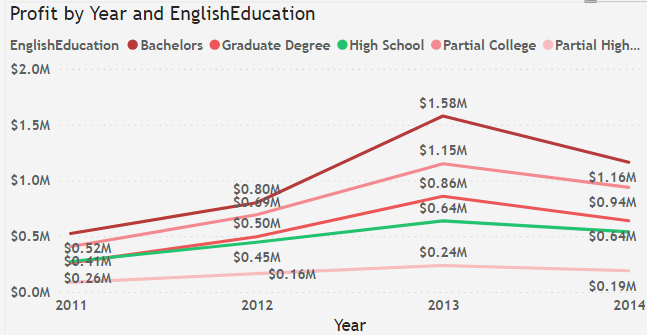 Profit by Year and EnglishEducation
EnglishEducation Bachelors Graduate Degree High School Partial College Partial High...
$2.0M
$1.58M
$1.5M
$1.15M
$1.16M
$1.0M
$0.80M
$0.86M
$0.94M
$0.69M
$0.64M
$0.50M
$0.64M
$0.5M
$0.52M
$0.41M
$0.45M
$0.24M
$0.26M
$0.16M
$0.19M
$0.0M
2011 2012 2013 2014
Year